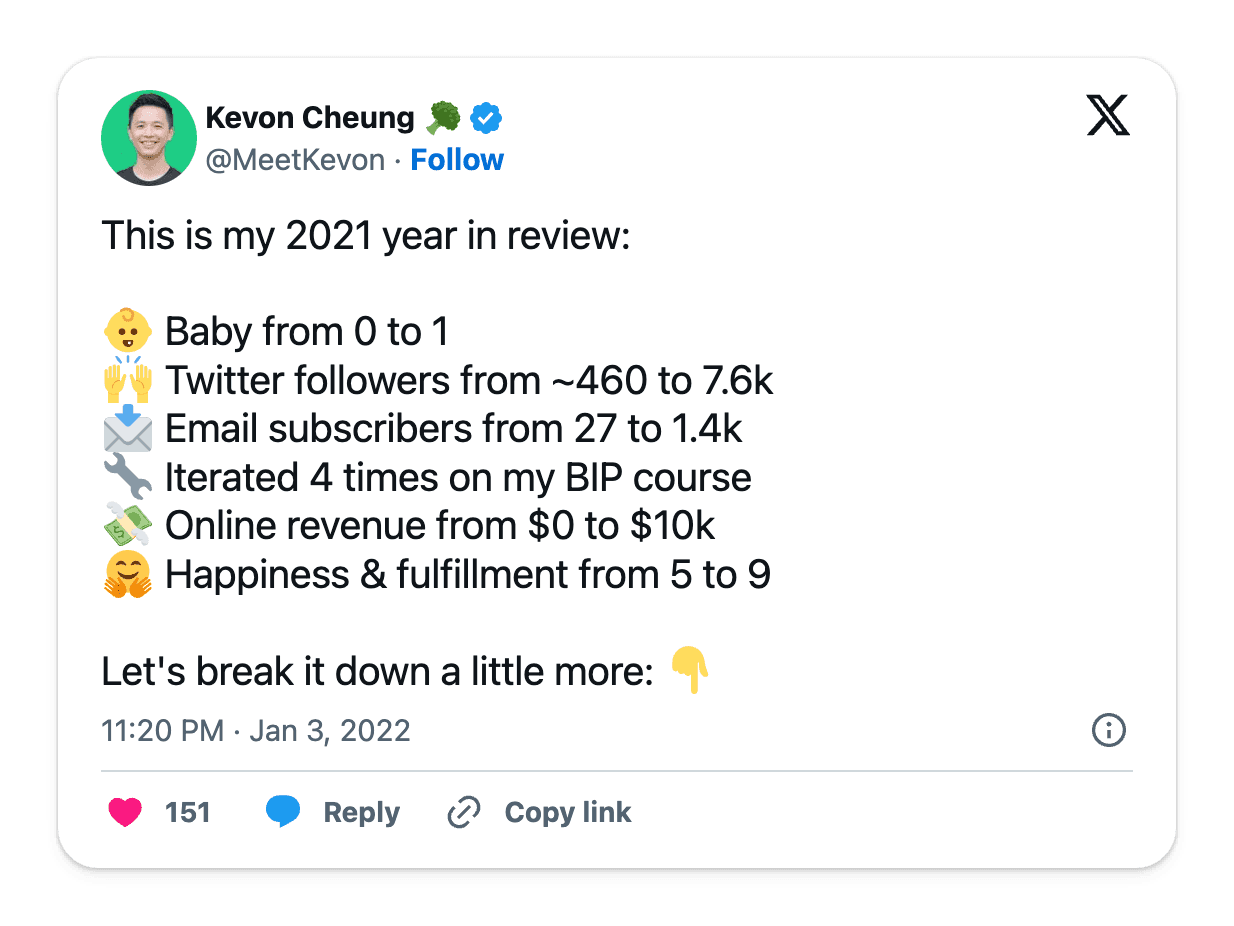 Kevon Cheung 🥦
@MeetKevon · Follow
This is my 2021 year in review:
👶 Baby from 0 to 1
🙌 Twitter followers from ~460 to 7.6k
📩 Email subscribers from 27 to 1.4k
🔧 Iterated 4 times on my BIP course
💸 Online revenue from $0 to $10k
🤗 Happiness & fulfillment from 5 to 9
Let's break it down a little more: 👇
11:20 PM · Jan 3, 2022
151 Reply Copy link